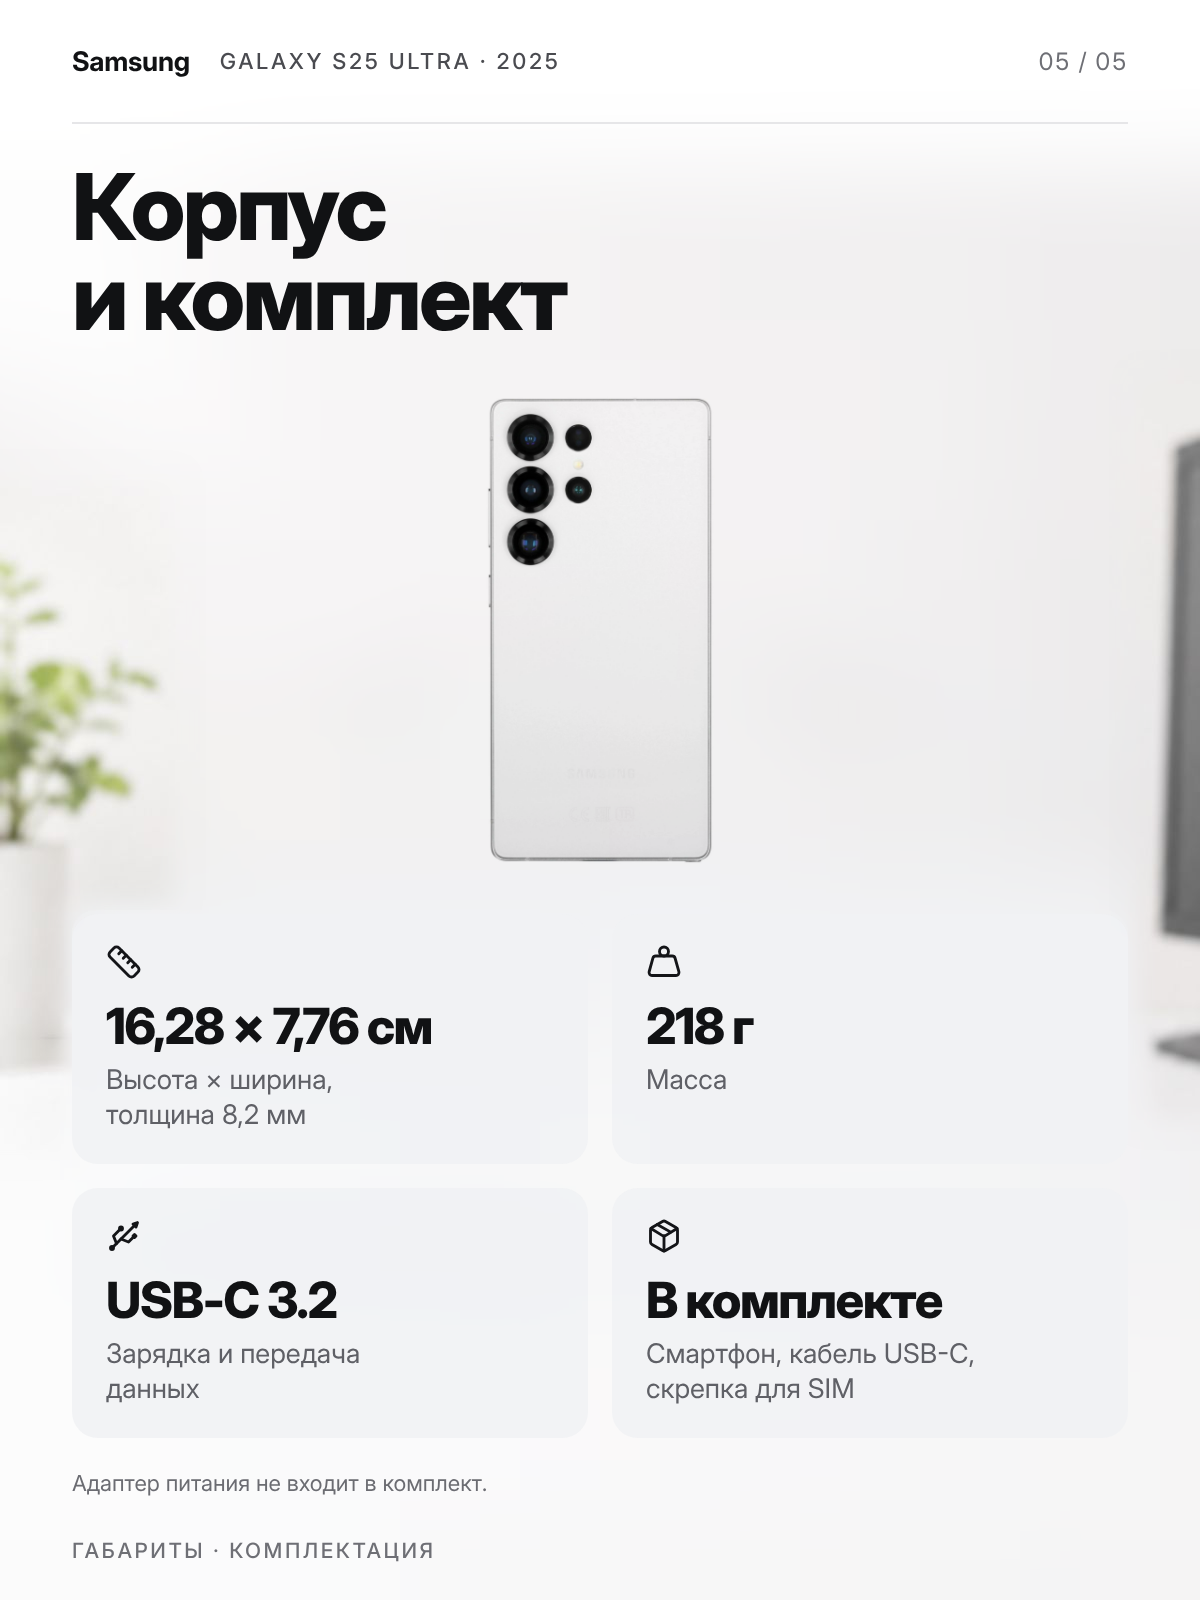 Samsung GALAXY S25 ULTRA · 2025 05 / 05
Корпус
и комплект
16,28 × 7,76 см
Высота × ширина,
толщина 8,2 мм
218 г
Масса
USB-C 3.2
Зарядка и передача
данных
В комплекте
Смартфон, кабель USB-C,
скрепка для SIM
Адаптер питания не входит в комплект.
ГАБАРИТЫ · КОМПЛЕКТАЦИЯ